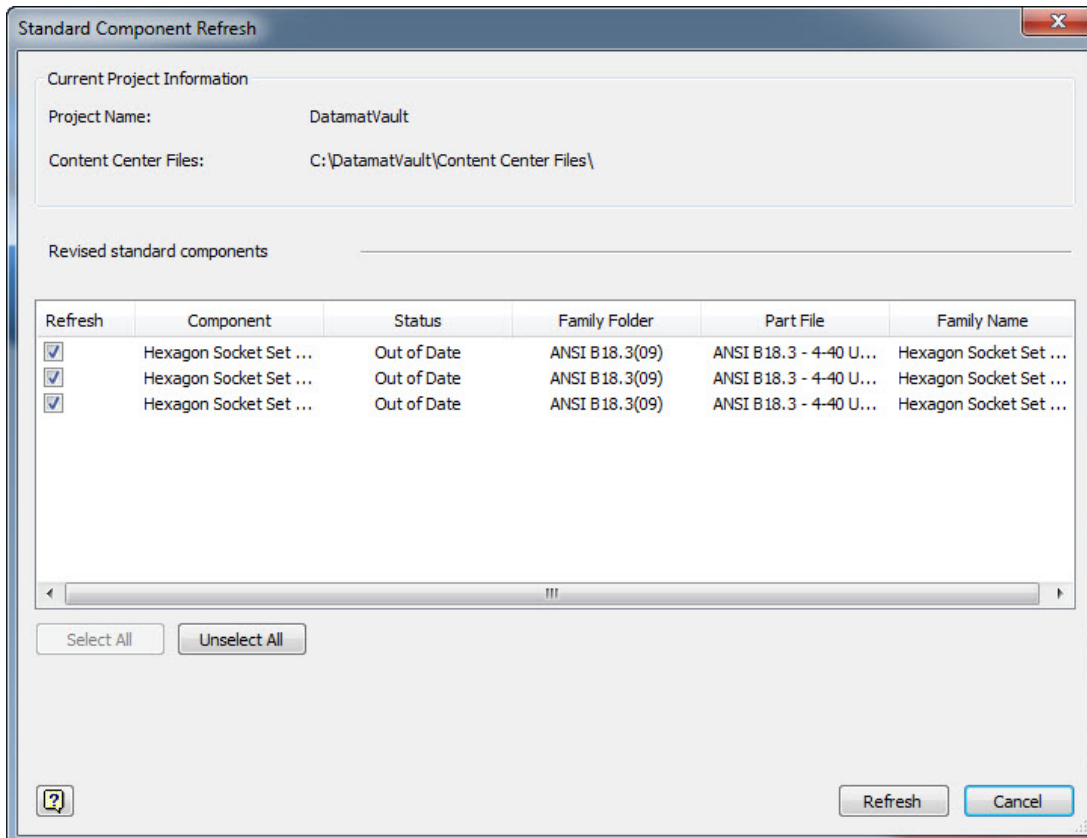 Standard Component Refresh
Current Project Information
Project Name: DatamatVault
Content Center Files: C:\DatamatVault\Content Center Files\
Revised standard components
Refresh Component Status Family Folder Part File Family Name
Hexagon Socket Set ... Out of Date ANSI B18.3(09) ANSI B18.3 - 4-40 U... Hexagon Socket Set ...
Hexagon Socket Set ... Out of Date ANSI B18.3(09) ANSI B18.3 - 4-40 U... Hexagon Socket Set ...
Hexagon Socket Set ... Out of Date ANSI B18.3(09) ANSI B18.3 - 4-40 U... Hexagon Socket Set ...
Select All Unselect All
Refresh Cancel